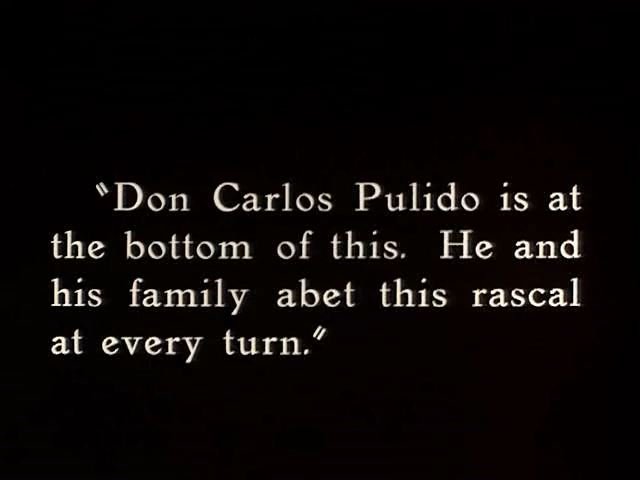 "Don Carlos Pulido is at
the bottom of this. He and
his family abet this rascal
at every turn."